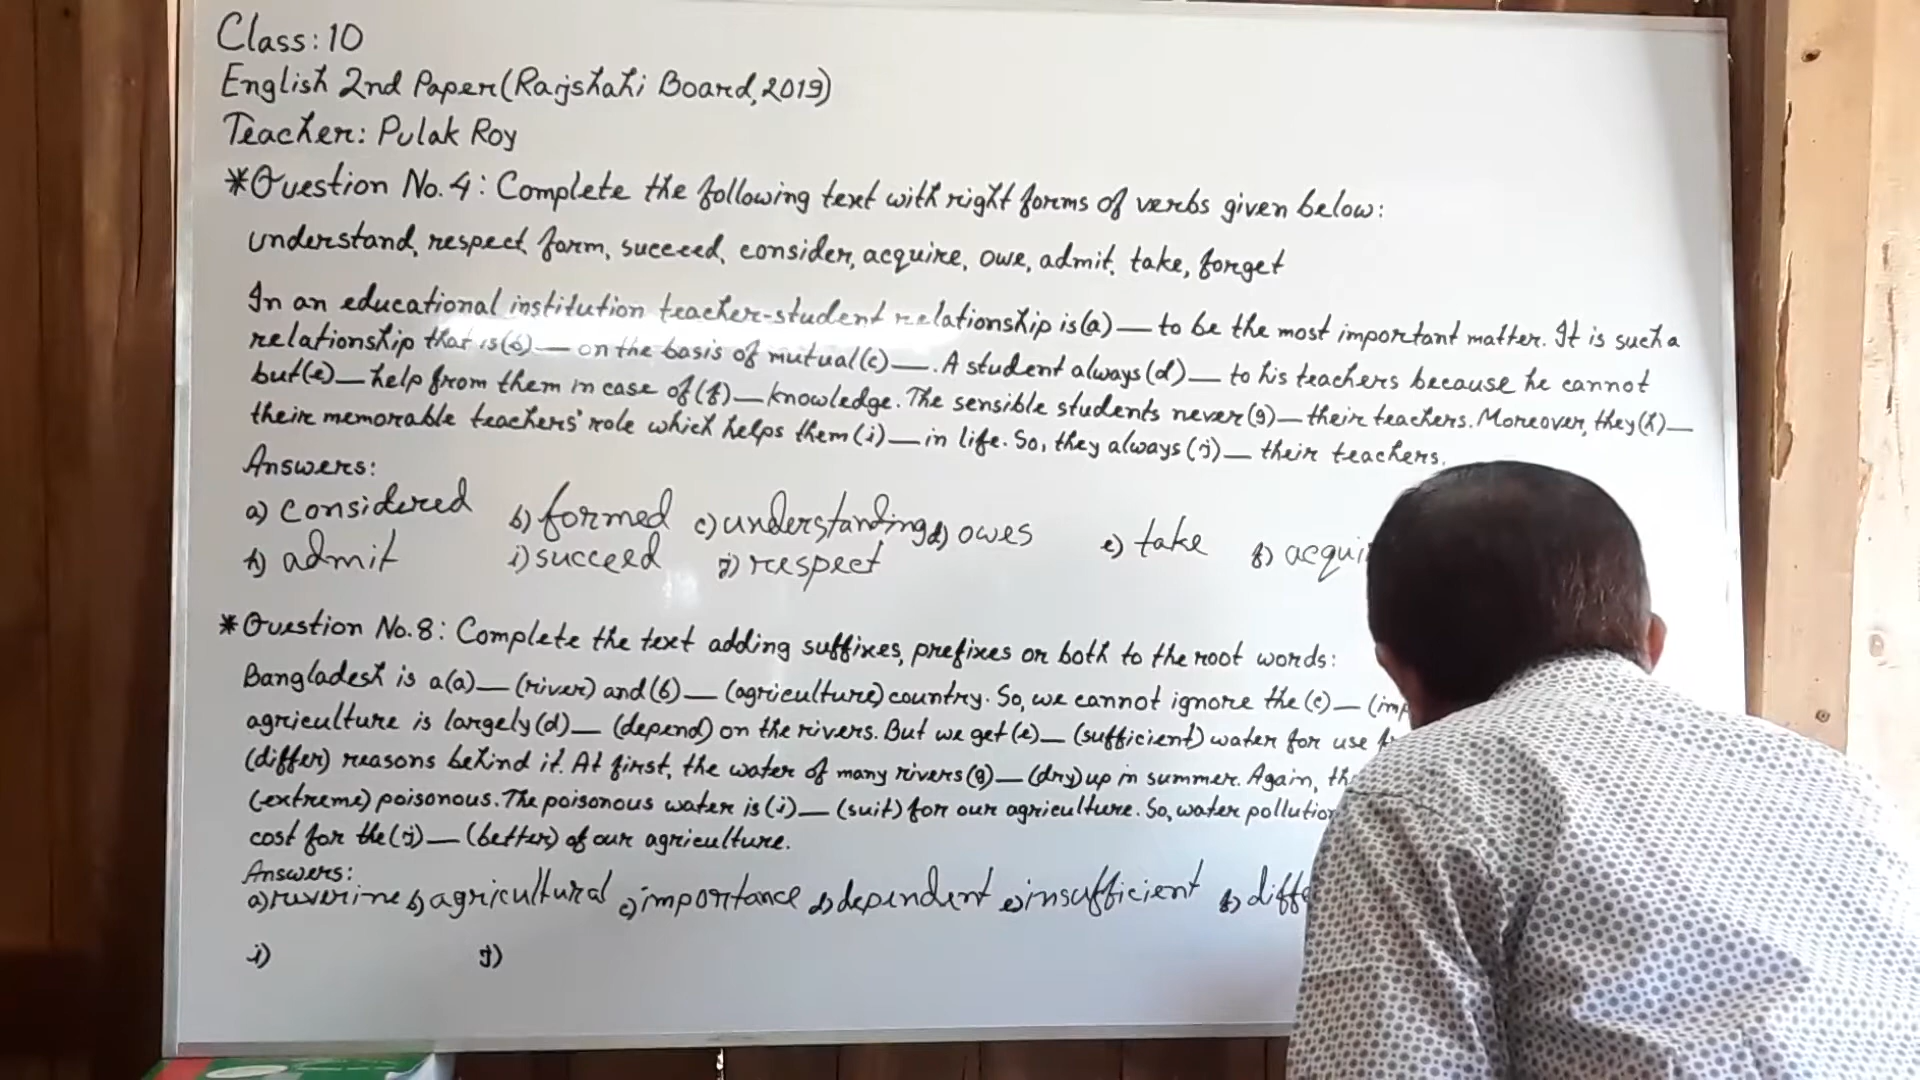 Class: 10
English 2nd Paper (Rajshahi Board, 2019)
Teacher: Pulak Roy
*Question No. 4: Complete the following text with right forms of verbs given below:
understand, respect, form, succeed, consider, acquire, owe, admit, take, forget
In an educational institution teacher-student relationship is (a) — to be the most important matter. It is such a
relationship that is (b) — on the basis of mutual (c) —. A student always (d) — to his teachers because he cannot
but (e) — help from them in case of (f) — knowledge. The sensible students never (g) — their teachers. Moreover, they (h) —
their memorable teachers' role which helps them (i) — in life. So, they always (j) — their teachers.
Answers:
a) considered b) formed c) understanding d) owes e) take f)
h) admit i) succeed j) respect
*Question No. 8: Complete the text adding suffixes, prefixes or both to the root words:
Bangladesh is a (a) — (river) and (b) — (agriculture) country. So, we cannot ignore the (c) —
agriculture is largely (d) — (depend) on the rivers. But we get (e) — (sufficient) water for use
(differ) reasons behind it. At first, the water of many rivers (g) — (dry) up in summer. Again,
(extreme) poisonous. The poisonous water is (i) — (suit) for our agriculture. So, water
cost for the (j) — (better) of our agriculture.
Answers:
a) riverine b) agricultural c) importance d) dependent e) insufficient f)
i) j)